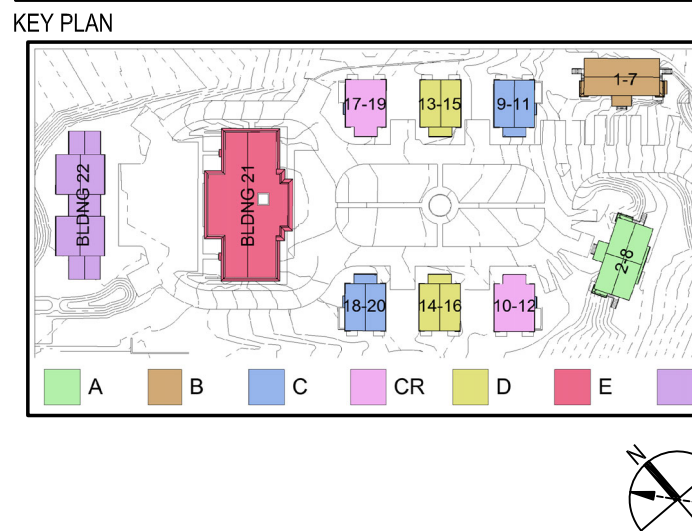 KEY PLAN
1-7
17-19
13-15
9-11
BLDNG 22
BLDNG 21
2-8
18-20
14-16
10-12
A
B
C
CR
D
E
N